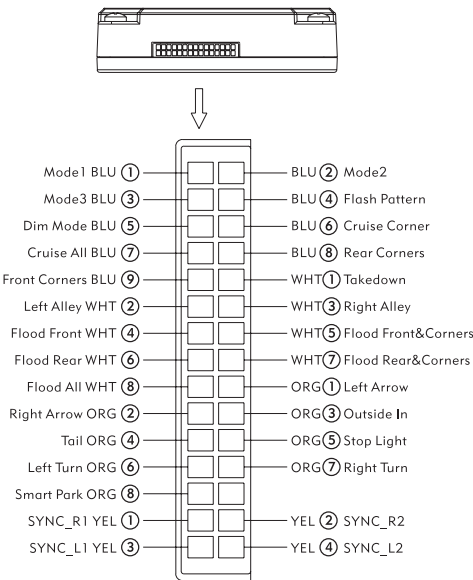 Mode1 BLU ① BLU ② Mode2
Mode3 BLU ③ BLU ④ Flash Pattern
Dim Mode BLU ⑤ BLU ⑥ Cruise Corner
Cruise All BLU ⑦ BLU ⑧ Rear Corners
Front Corners BLU ⑨ WHT ① Takedown
Left Alley WHT ② WHT ③ Right Alley
Flood Front WHT ④ WHT ⑤ Flood Front&Corners
Flood Rear WHT ⑥ WHT ⑦ Flood Rear&Corners
Flood All WHT ⑧ ORG ① Left Arrow
Right Arrow ORG ② ORG ③ Outside In
Tail ORG ④ ORG ⑤ Stop Light
Left Turn ORG ⑥ ORG ⑦ Right Turn
Smart Park ORG ⑧
SYNC_R1 YEL ① YEL ② SYNC_R2
SYNC_L1 YEL ③ YEL ④ SYNC_L2